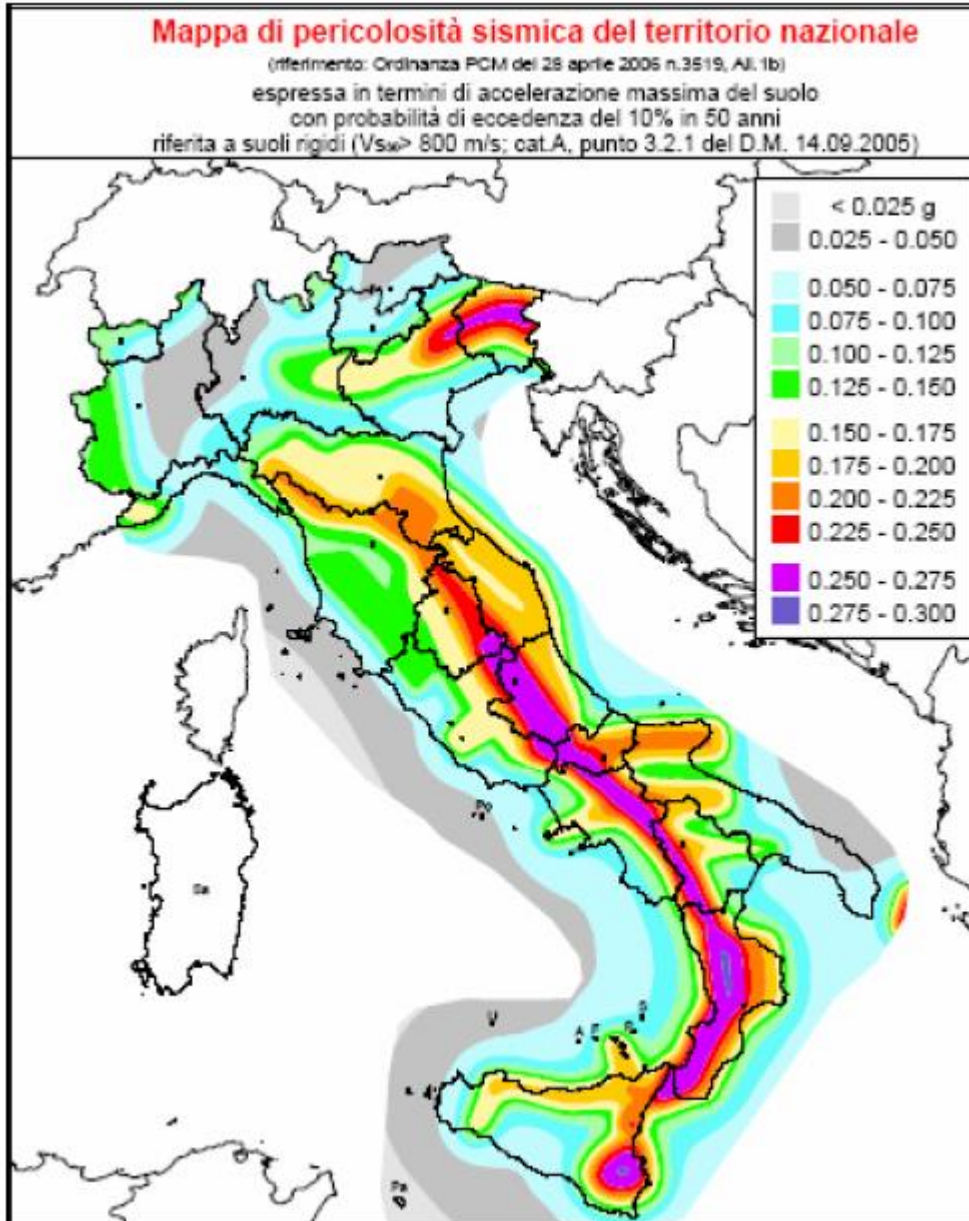 Mappa di pericolosità sismica del territorio nazionale
(riferimento: Ordinanza PCM del 28 aprile 2006 n.3519, All.1b)
espressa in termini di accelerazione massima del suolo
con probabilità di eccedenza del 10% in 50 anni
riferita a suoli rigidi (Vs₃₀> 800 m/s; cat.A, punto 3.2.1 del D.M. 14.09.2005)
< 0.025 g
0.025 - 0.050
0.050 - 0.075
0.075 - 0.100
0.100 - 0.125
0.125 - 0.150
0.150 - 0.175
0.175 - 0.200
0.200 - 0.225
0.225 - 0.250
0.250 - 0.275
0.275 - 0.300
Po
Sa
U
S
A
F
Pa